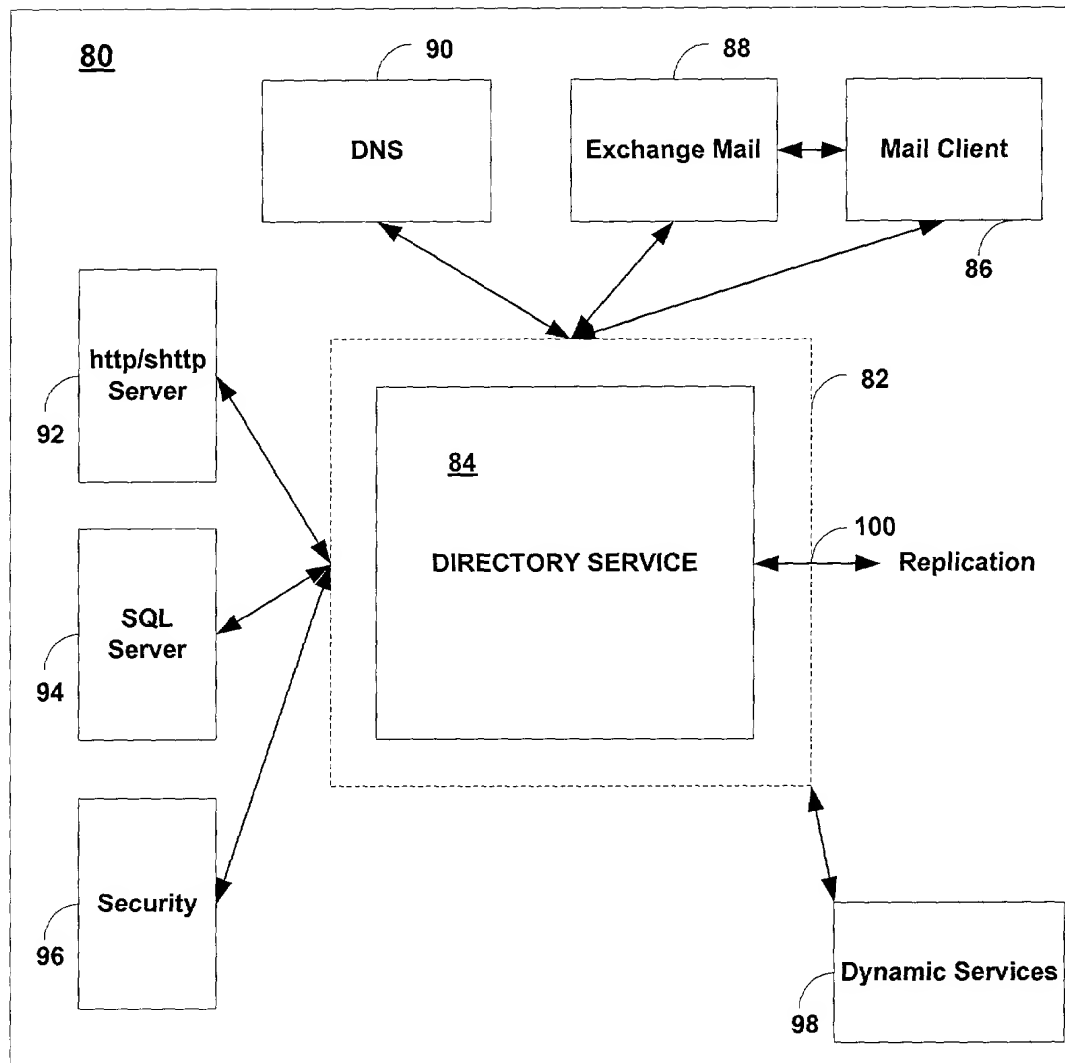 80
90
88
DNS
Exchange Mail
Mail Client
86
http/shttp
Server
92
82
84
DIRECTORY SERVICE
100
Replication
SQL
Server
94
Security
96
Dynamic Services
98